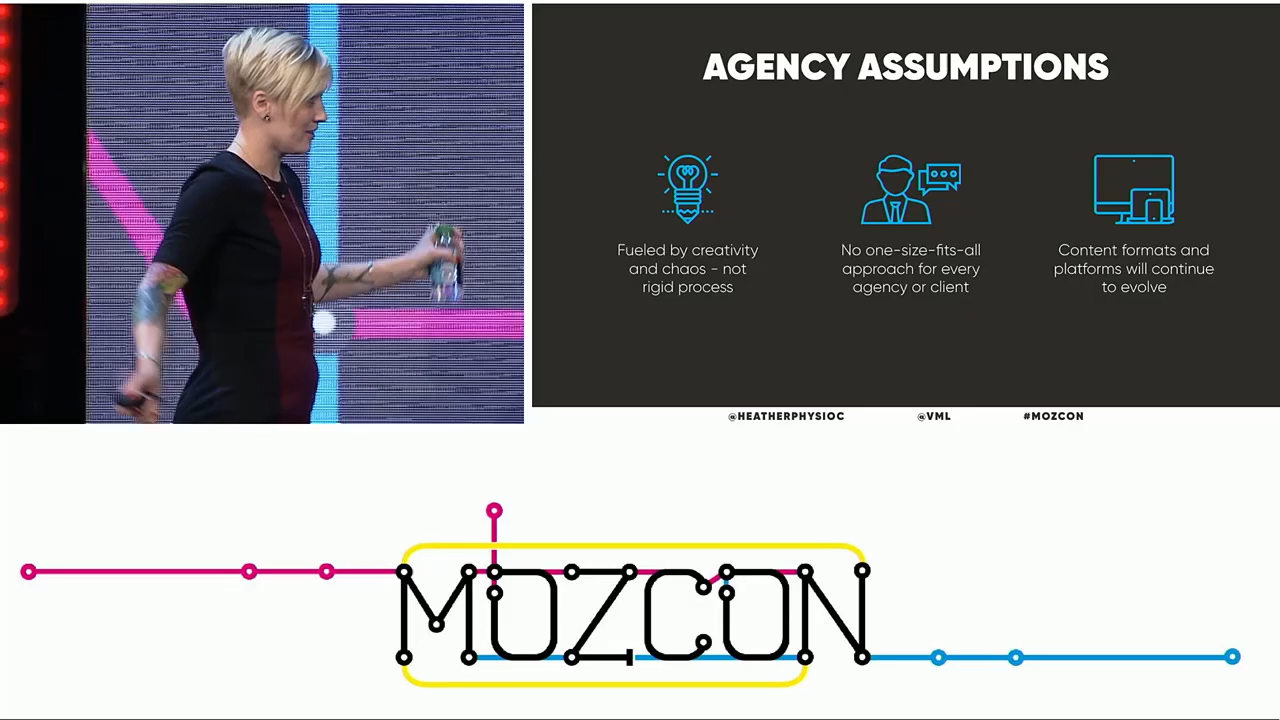 AGENCY ASSUMPTIONS
Fueled by creativity
and chaos - not
rigid process
No one-size-fits-all
approach for every
agency or client
Content formats and
platforms will continue
to evolve
@HEATHERPHYSIOC @VML #MOZCON
MOZCON